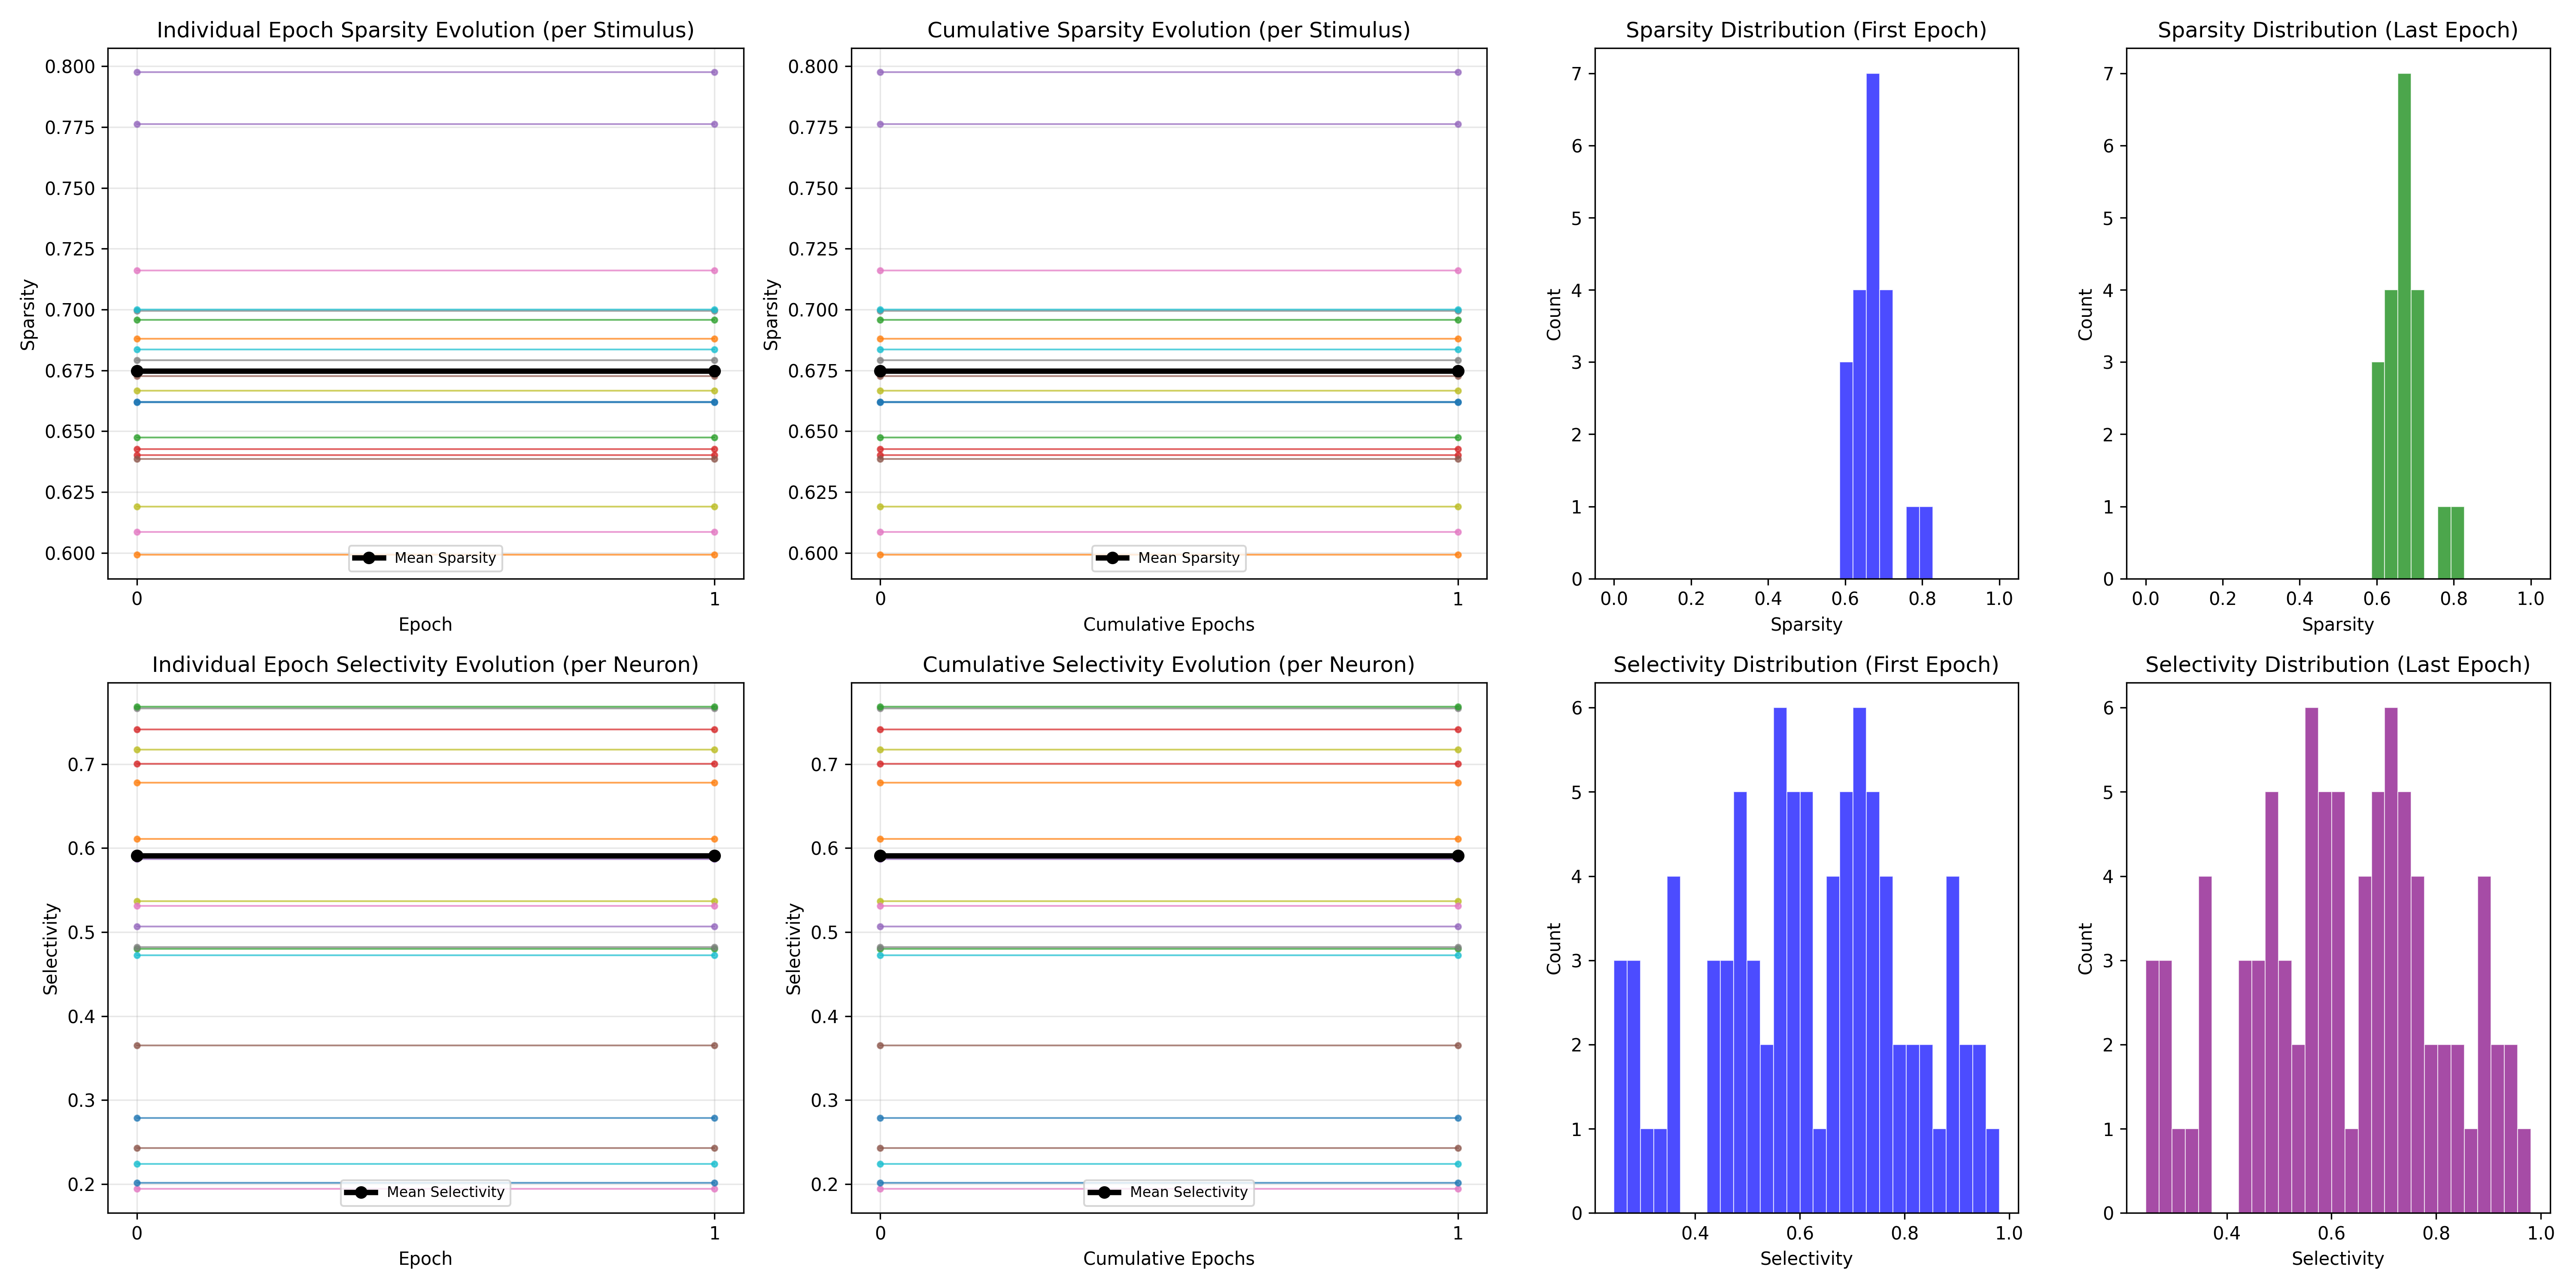 Individual Epoch Sparsity Evolution (per Stimulus)
0.800
0.775
0.750
0.725
0.700
0.675
0.650
0.625
0.600
Sparsity
Mean Sparsity
0 1
Epoch
Cumulative Sparsity Evolution (per Stimulus)
0.800
0.775
0.750
0.725
0.700
0.675
0.650
0.625
0.600
Sparsity
Mean Sparsity
0 1
Cumulative Epochs
Sparsity Distribution (First Epoch)
7
6
5
4
3
2
1
0
Count
0.0 0.2 0.4 0.6 0.8 1.0
Sparsity
Sparsity Distribution (Last Epoch)
7
6
5
4
3
2
1
0
Count
0.0 0.2 0.4 0.6 0.8 1.0
Sparsity
Individual Epoch Selectivity Evolution (per Neuron)
0.7
0.6
0.5
0.4
0.3
0.2
Selectivity
Mean Selectivity
0 1
Epoch
Cumulative Selectivity Evolution (per Neuron)
0.7
0.6
0.5
0.4
0.3
0.2
Selectivity
Mean Selectivity
0 1
Cumulative Epochs
Selectivity Distribution (First Epoch)
6
5
4
3
2
1
0
Count
0.4 0.6 0.8 1.0
Selectivity
Selectivity Distribution (Last Epoch)
6
5
4
3
2
1
0
Count
0.4 0.6 0.8 1.0
Selectivity